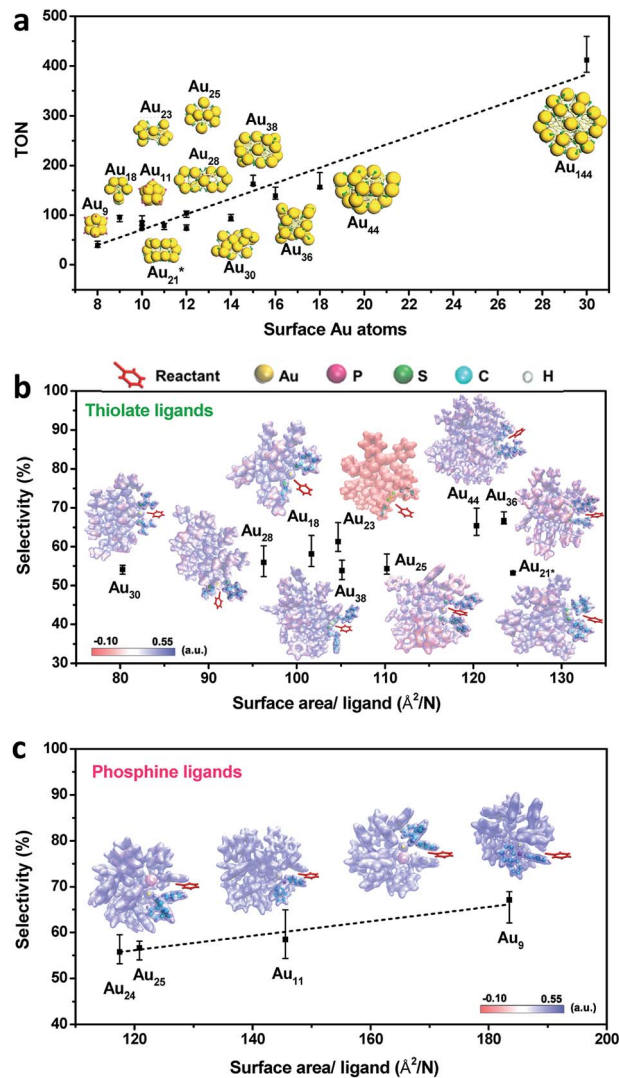 a
500
400
300
200
100
0
TON
Au25
Au23
Au38
Au18 Au11 Au28
Au9
Au21*
Au30
Au36
Au44
Au144
8 10 12 14 16 18 20 22 24 26 28 30
Surface Au atoms
Reactant Au P S C H
b
Thiolate ligands
100
90
80
70
60
50
40
30
Selectivity (%)
Au30
Au28
Au18
Au23
Au38
Au25
Au44
Au36
Au21*
-0.10 0.55
(a.u.)
80 90 100 110 120 130
Surface area/ ligand (Å²/N)
c
Phosphine ligands
100
90
80
70
60
50
40
Selectivity (%)
Au24
Au25
Au11
Au9
-0.10 0.55
(a.u.)
120 140 160 180 200
Surface area/ ligand (Å²/N)